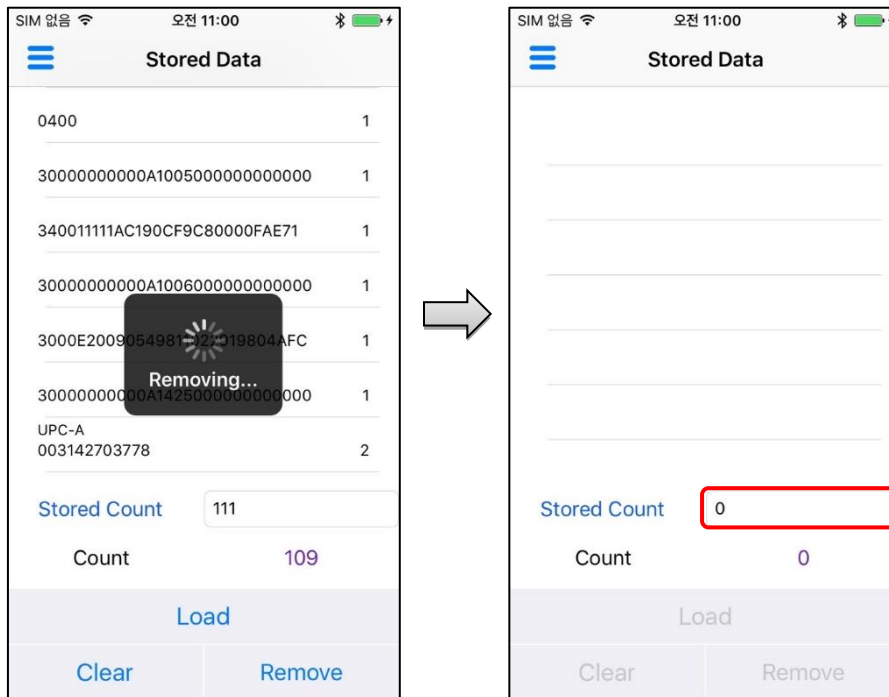 SIM 없음 오전 11:00
Stored Data
0400 1
30000000000A1005000000000000 1
340011111AC190CF9C80000FAE71 1
30000000000A1006000000000000 1
3000E20090549811022019804AFC 1
Removing...
30000000000A1425000000000000 1
UPC-A
003142703778 2
Stored Count 111
Count 109
Load
Clear Remove
SIM 없음 오전 11:00
Stored Data
Stored Count 0
Count 0
Load
Clear Remove